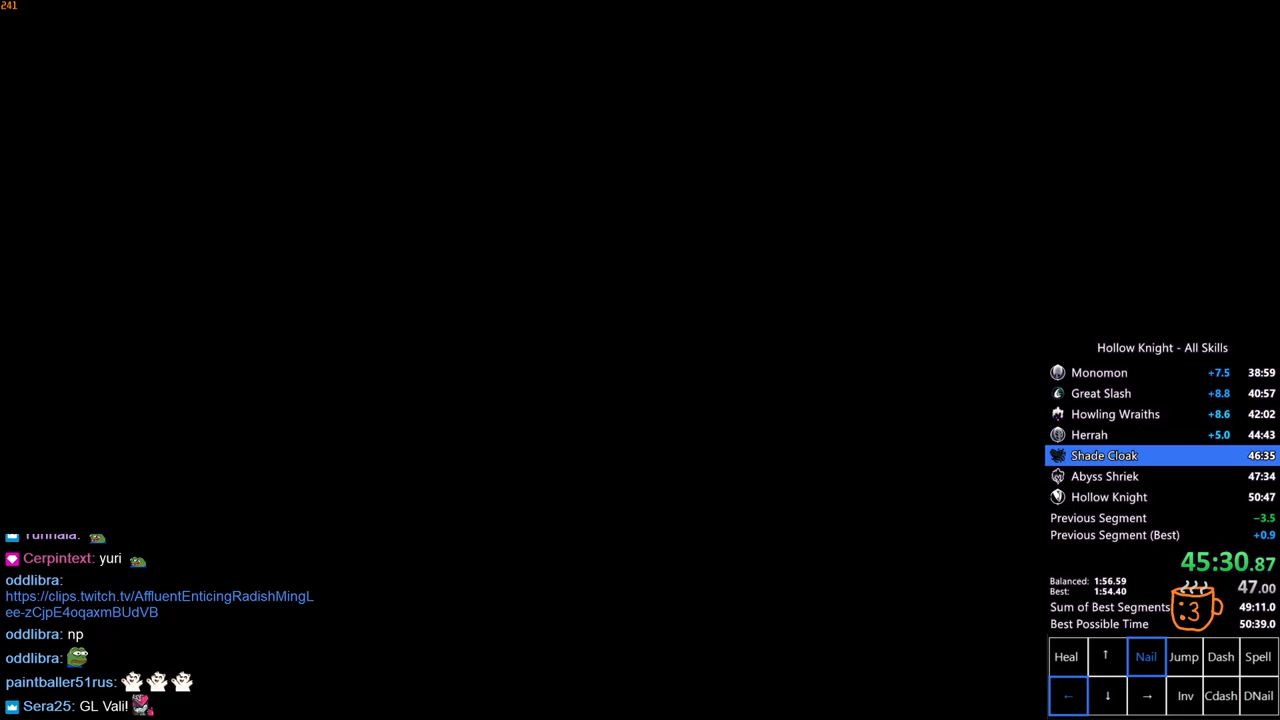 241
Hollow Knight - All Skills
Monomon +7.5 38:59
Great Slash +8.8 40:57
Howling Wraiths +8.6 42:02
Herrah +5.0 44:43
Shade Cloak 46:35
Abyss Shriek 47:34
Hollow Knight 50:47
Previous Segment −3.5
Previous Segment (Best) +0.9
45:30.87
Balanced: 1:56.59
Best: 1:54.40
47.00
:3
Sum of Best Segments 49:11.0
Best Possible Time 50:39.0
Heal ↑ Nail Jump Dash Spell
← ↓ → Inv Cdash DNail
Cerpintext: yuri
oddlibra:
https://clips.twitch.tv/AffluentEnticingRadishMingL
ee-zCjpE4oqaxmBUdVB
oddlibra: np
oddlibra:
paintballer51rus:
Sera25: GL Vali!